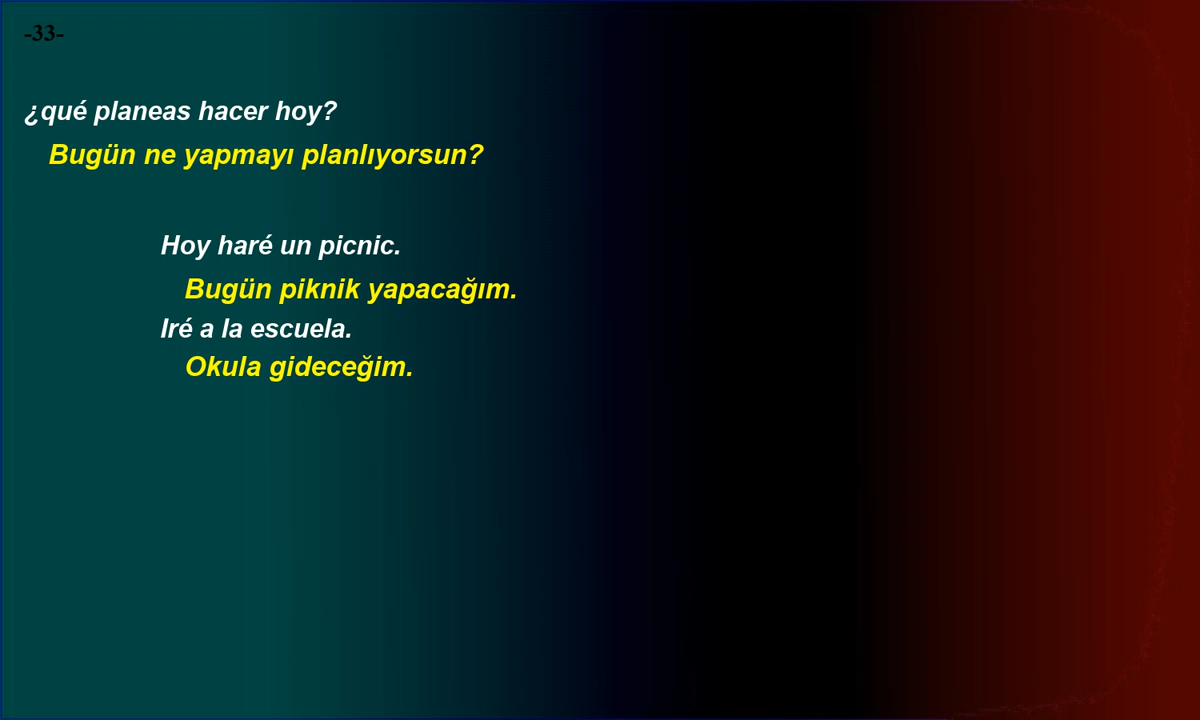 -33-
¿qué planeas hacer hoy?
Bugün ne yapmayı planlıyorsun?
Hoy haré un picnic.
Bugün piknik yapacağım.
Iré a la escuela.
Okula gideceğim.